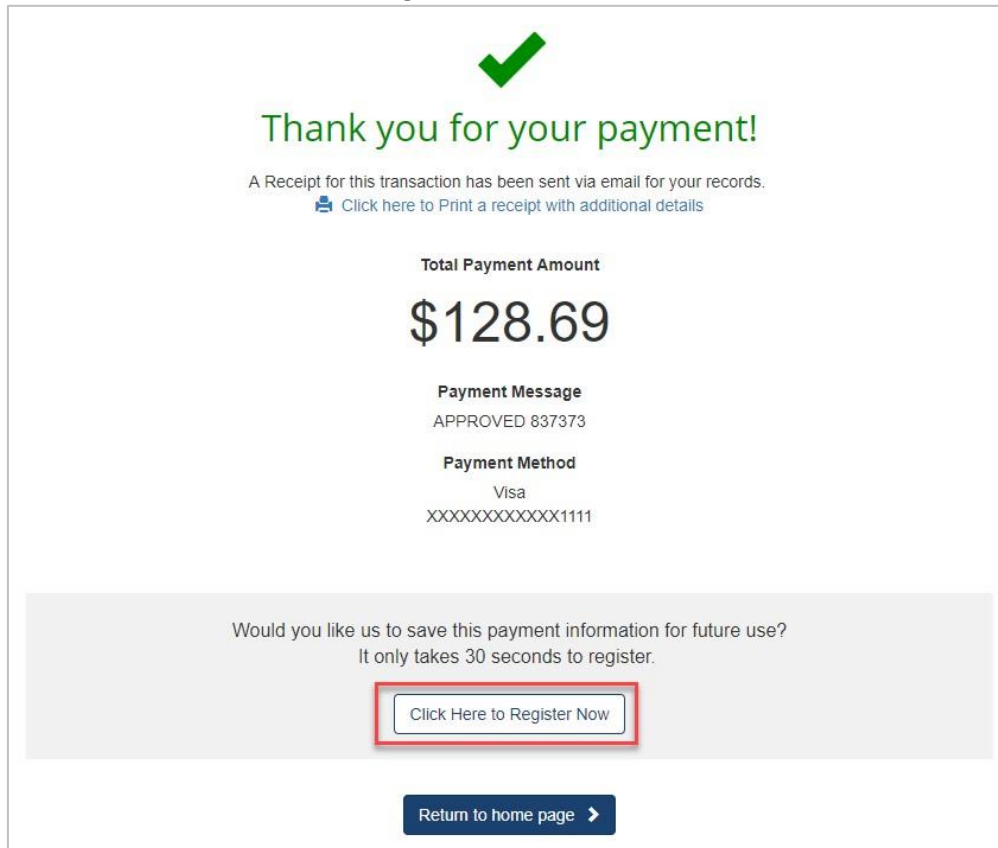 Thank you for your payment!
A Receipt for this transaction has been sent via email for your records.
Click here to Print a receipt with additional details
Total Payment Amount
$128.69
Payment Message
APPROVED 837373
Payment Method
Visa
XXXXXXXXXXXX1111
Would you like us to save this payment information for future use?
It only takes 30 seconds to register.
Click Here to Register Now
Return to home page